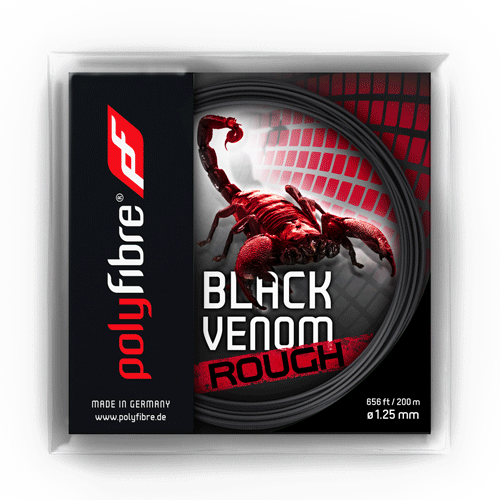 polyfibre®
MADE IN GERMANY
www.polyfibre.de
BLACK
VENOM
ROUGH
656 ft / 200 m
ø 1.25 mm